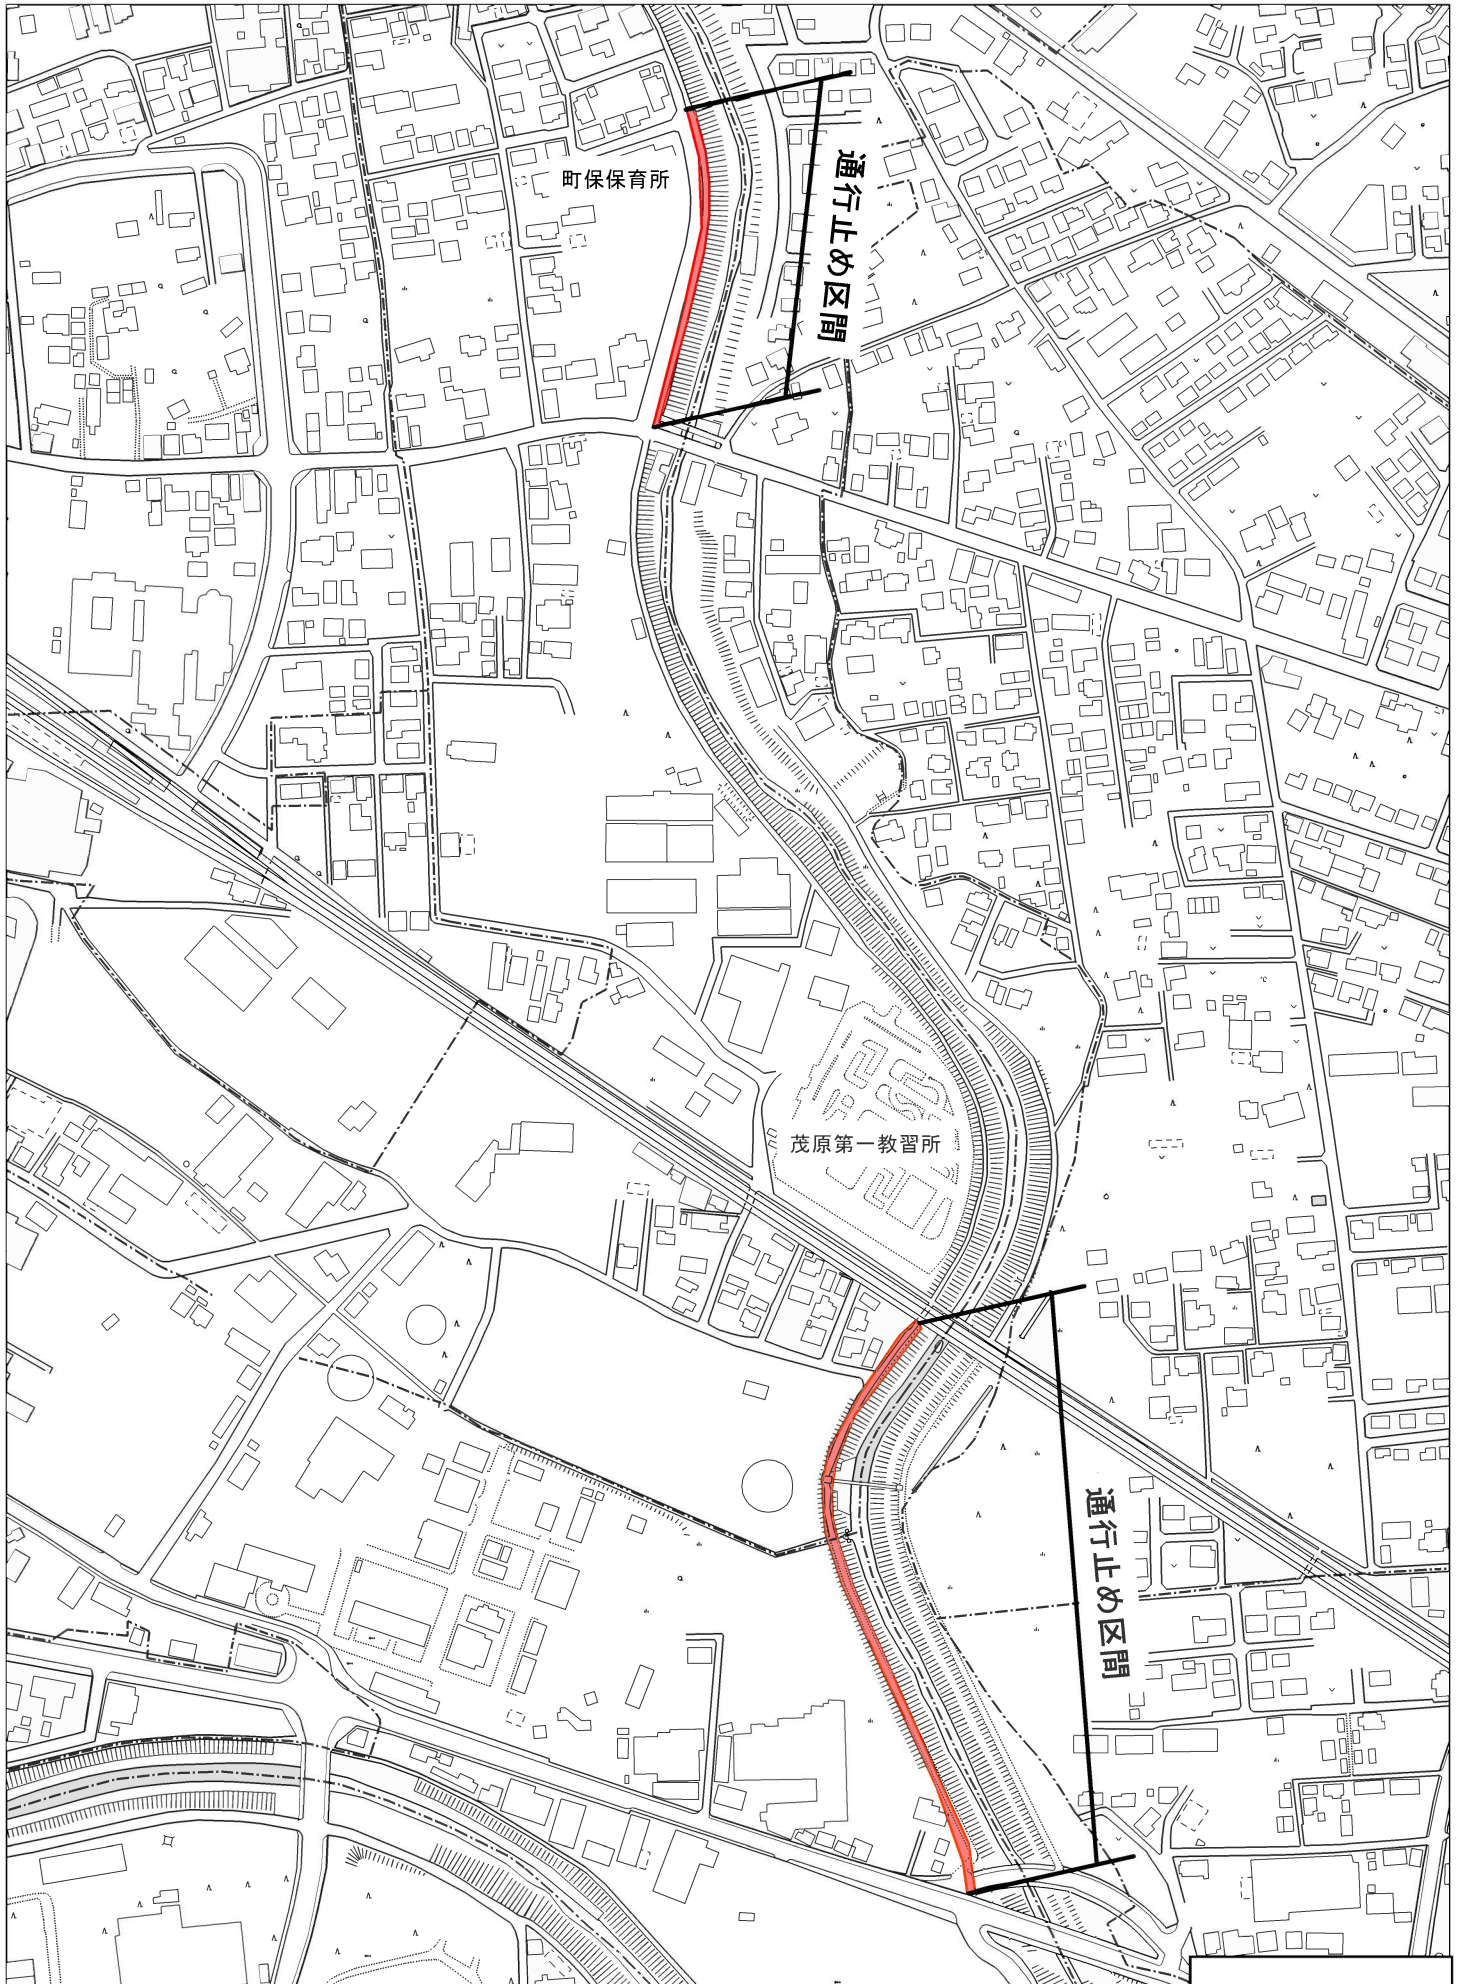 町保保育所
通行止め区間
茂原第一教習所
通行止め区間